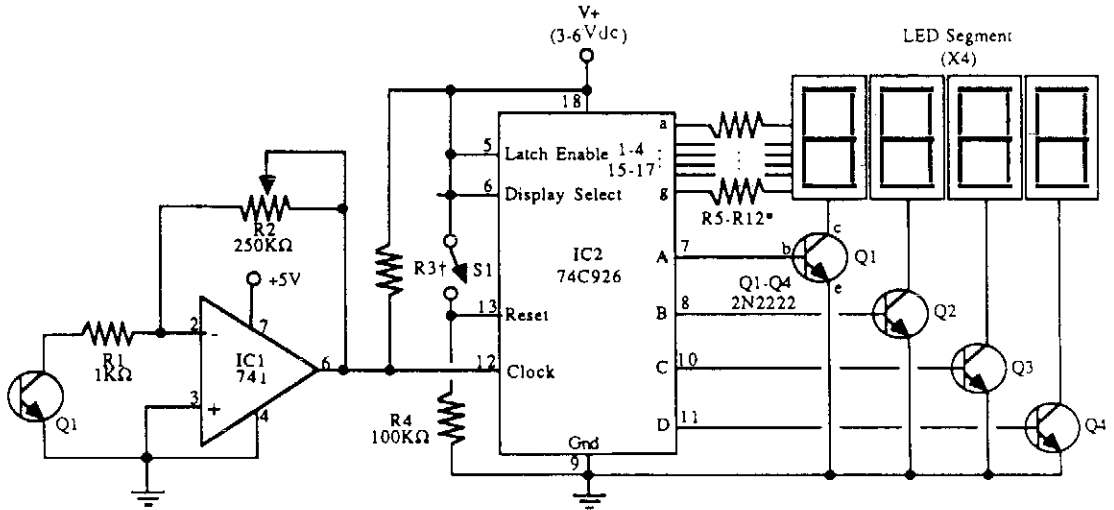 V+
(3-6Vdc)
LED Segment
(X4)
18
a
5
Latch Enable
1-4
15-17
6
Display Select
g
R5-R12*
R2
250KΩ
+5V
R3†
S1
IC2
74C926
A
7
b
c
e
Q1
Q1-Q4
2N2222
13
Reset
B
8
Q2
R1
1KΩ
2
-
7
IC1
741
6
12
Clock
C
10
Q3
Q1
3
+
4
R4
100KΩ
D
11
Q4
Gnd
9